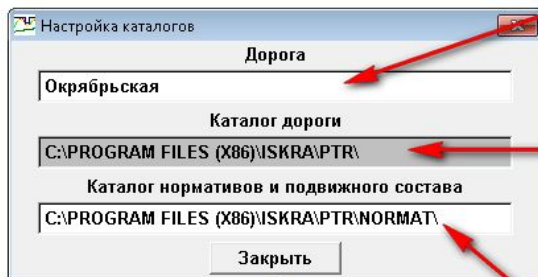 Настройка каталогов
Дорога
Окрябрьская
Каталог дороги
C:\PROGRAM FILES (X86)\ISKRA\PTR\
Каталог нормативов и подвижного состава
C:\PROGRAM FILES (X86)\ISKRA\PTR\NORMAT\
Закрыть